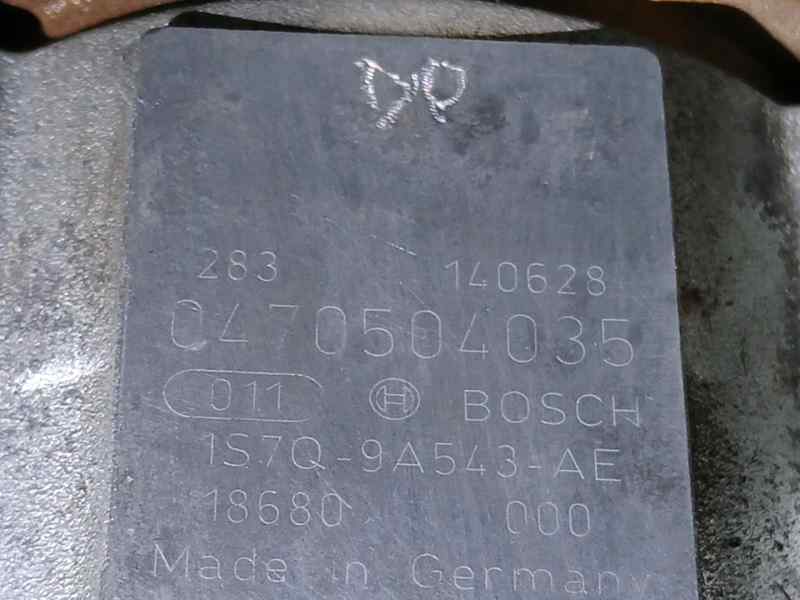 DP
283 140628
0470504035
011 BOSCH
1S7Q-9A543-AE
18680 000
Made in Germany